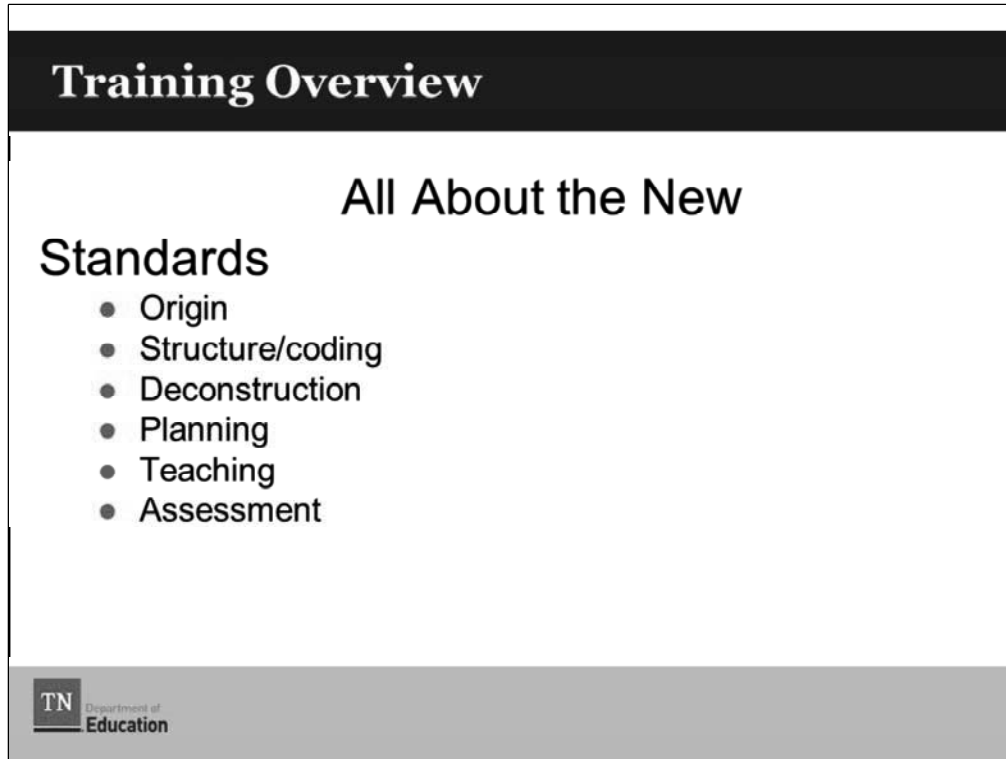 Training Overview
All About the New
Standards
● Origin
● Structure/coding
● Deconstruction
● Planning
● Teaching
● Assessment
TN
Department of
Education